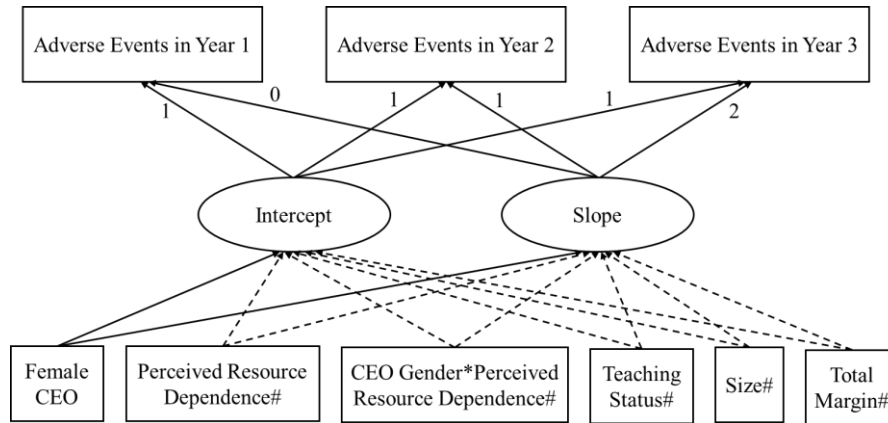 Adverse Events in Year 1
Adverse Events in Year 2
Adverse Events in Year 3
0
1
1
1
1
2
Intercept
Slope
Female
CEO
Perceived Resource
Dependence#
CEO Gender*Perceived
Resource Dependence#
Teaching
Status#
Size#
Total
Margin#